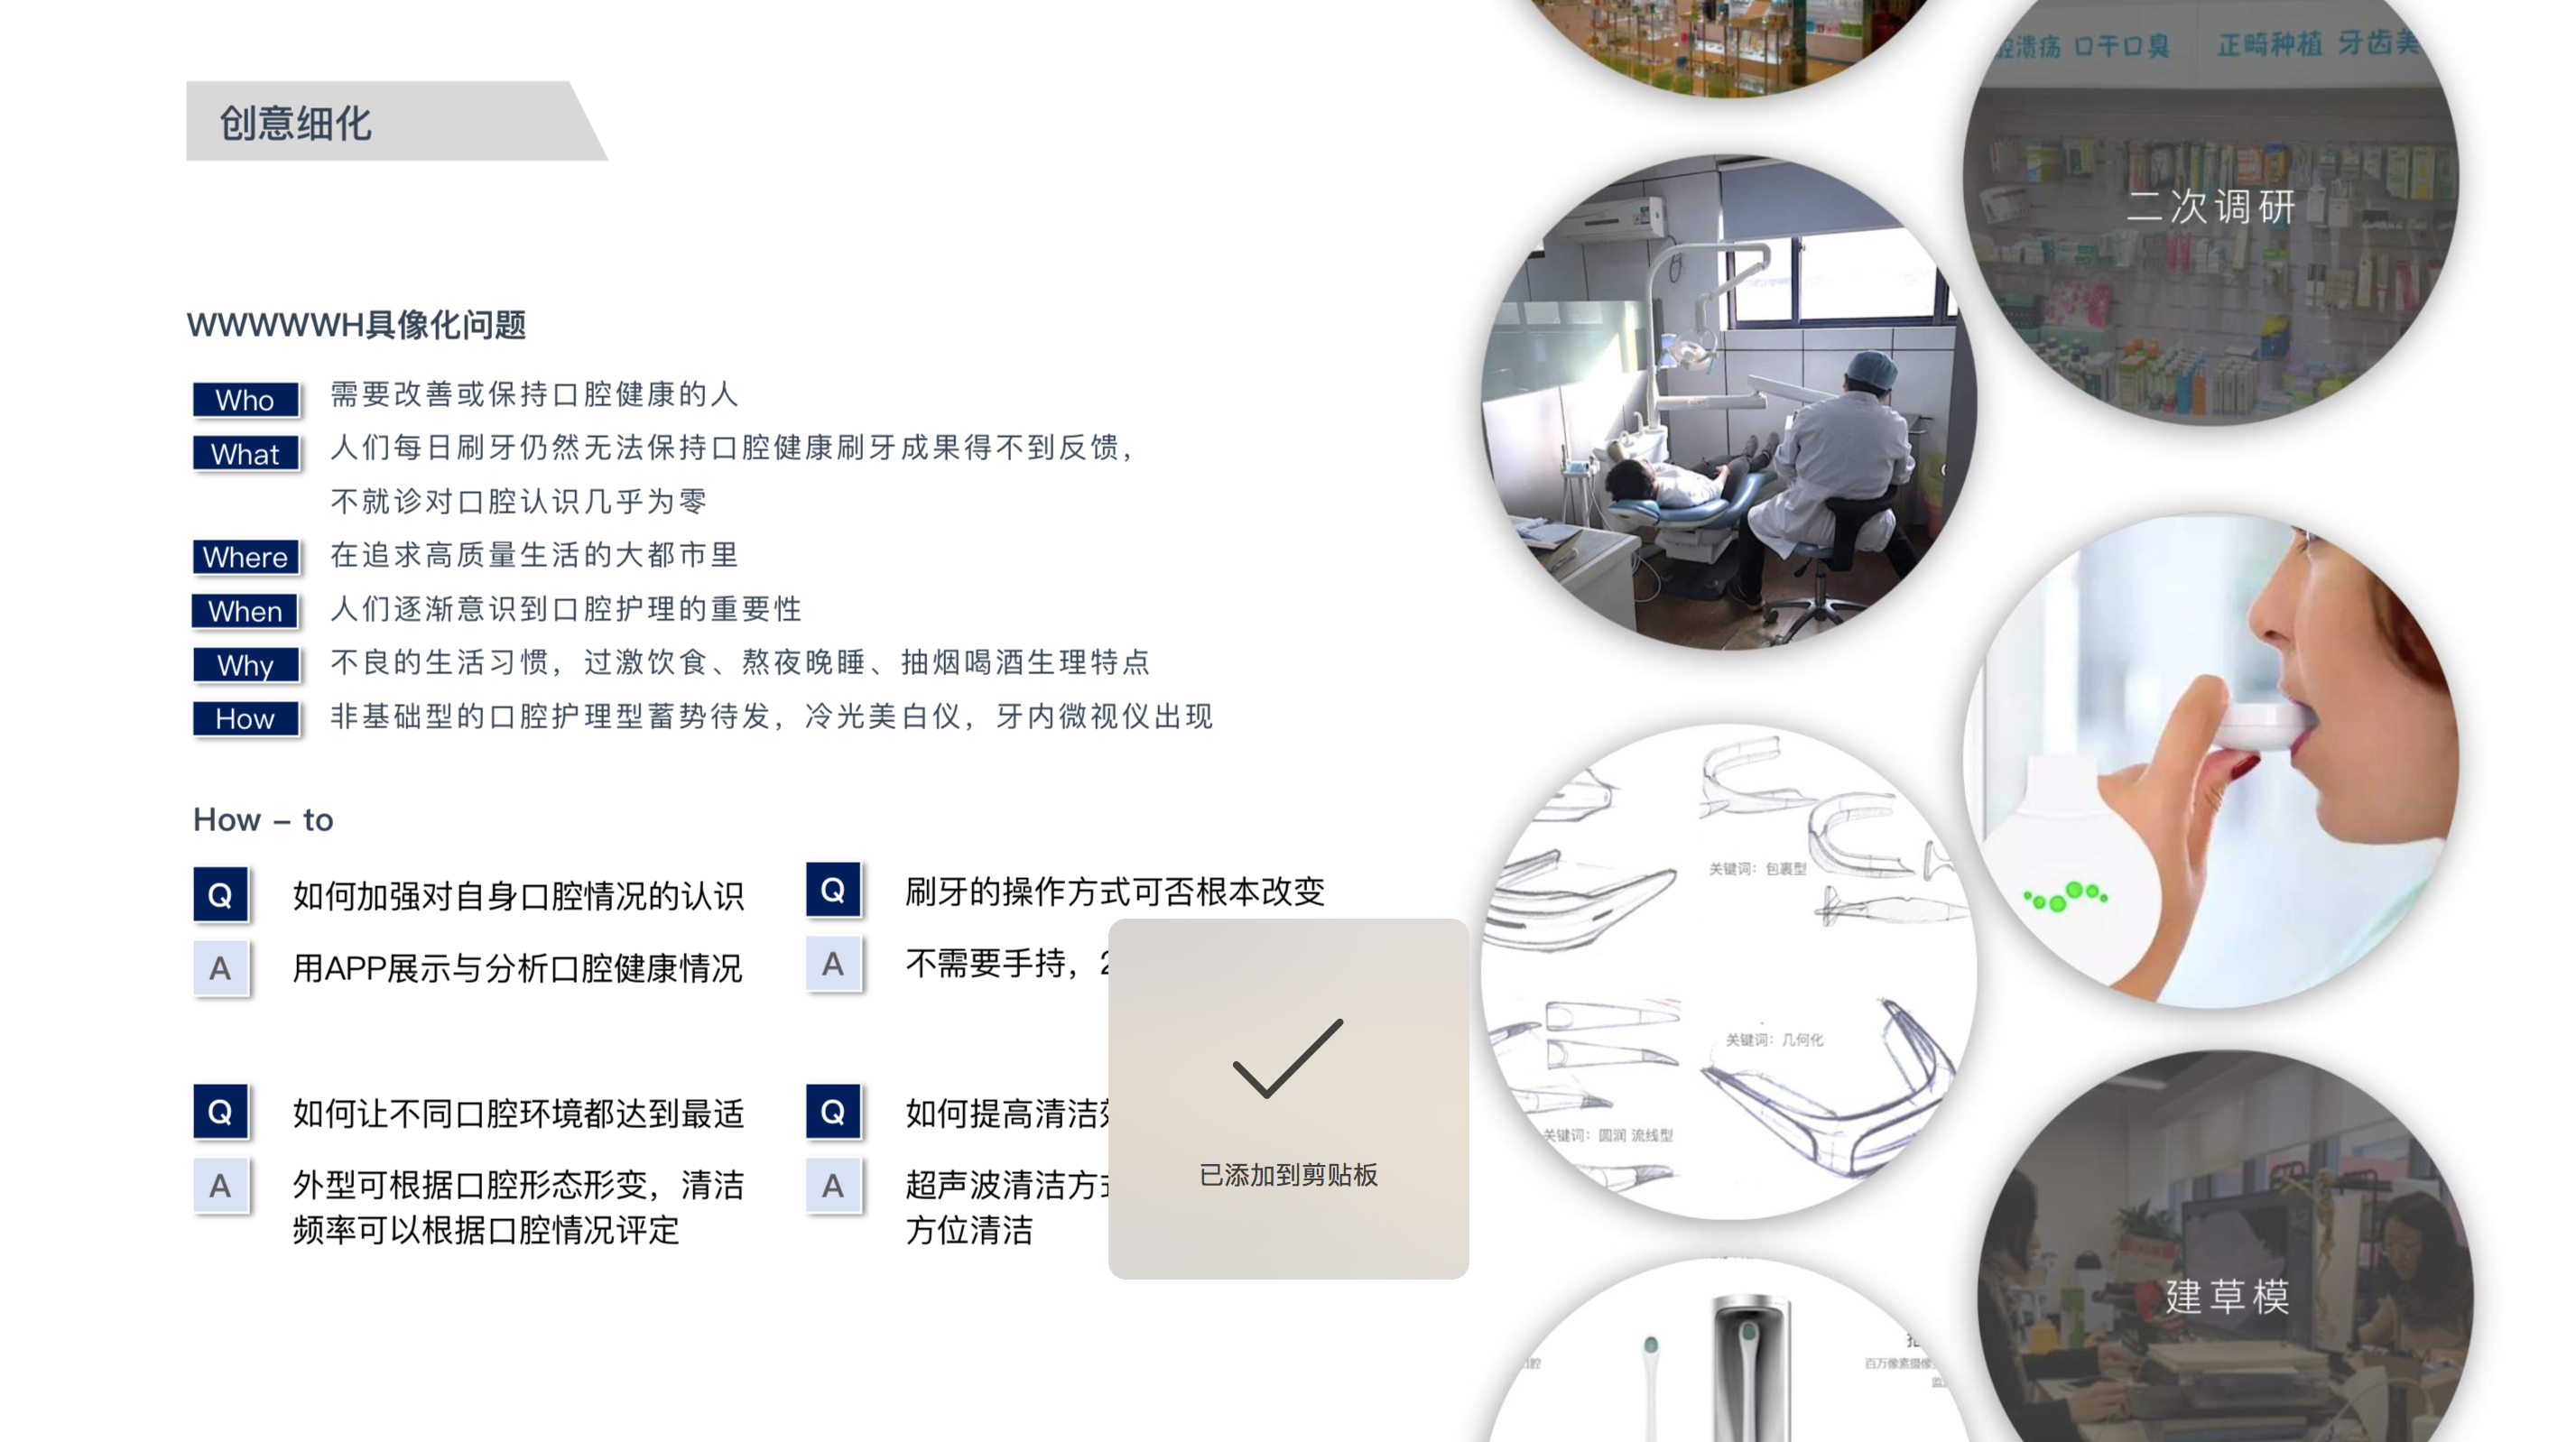 创意细化
WWWWWH具像化问题
Who
需要改善或保持口腔健康的人
What
人们每日刷牙仍然无法保持口腔健康刷牙成果得不到反馈，
不就诊对口腔认识几乎为零
Where
在追求高质量生活的大都市里
When
人们逐渐意识到口腔护理的重要性
Why
不良的生活习惯，过激饮食、熬夜晚睡、抽烟喝酒生理特点
How
非基础型的口腔护理型蓄势待发，冷光美白仪，牙内微视仪出现
How – to
Q
如何加强对自身口腔情况的认识
A
用APP展示与分析口腔健康情况
Q
刷牙的操作方式可否根本改变
A
不需要手持，
Q
如何让不同口腔环境都达到最适
A
外型可根据口腔形态形变，清洁
频率可以根据口腔情况评定
Q
如何提高清洁
A
超声波清洁方
方位清洁
已添加到剪贴板
腔溃疡 口干口臭
正畸种植 牙齿美
二次调研
关键词：包裹型
关键词：几何化
关键词：圆润 流线型
建草模
口腔
百万像素摄像